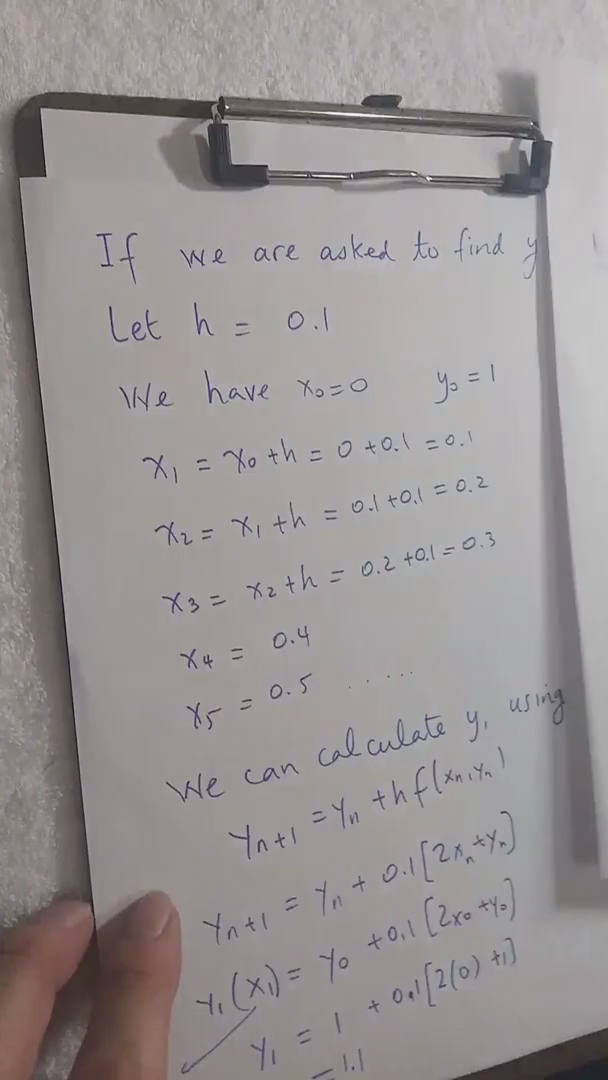 If we are asked to find y
Let h = 0.1
We have x₀=0 y₀=1
x₁ = x₀+h = 0+0.1 = 0.1
x₂ = x₁+h = 0.1+0.1 = 0.2
x₃ = x₂+h = 0.2+0.1 = 0.3
x₄ = 0.4
x₅ = 0.5 .....
We can calculate y, using
yₙ₊₁ = yₙ + h f(xₙ, yₙ)
yₙ₊₁ = yₙ + 0.1[2xₙ+yₙ]
y₁(x₁) = y₀ + 0.1[2x₀+y₀]
y₁ = 1 + 0.1[2(0)+1]
= 1.1